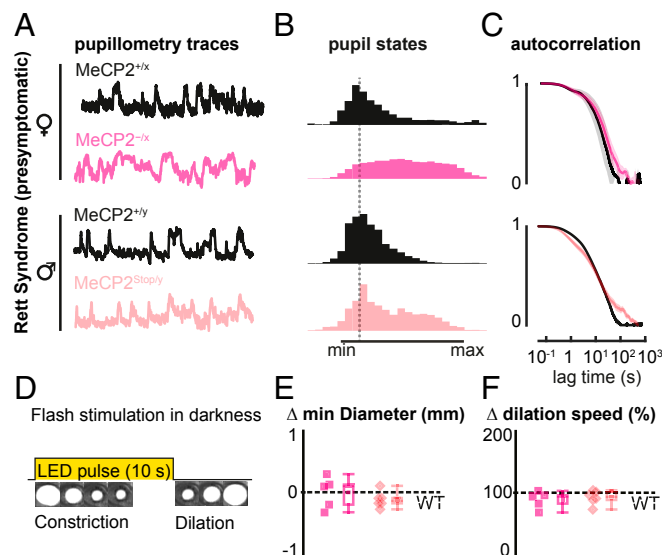 A
B
C
pupillometry traces
pupil states
autocorrelation
Rett Syndrome (presymptomatic)
♀
♂
MeCP2+/x
MeCP2−/x
MeCP2+/y
MeCP2Stop/y
min
max
1
0
1
0
10-1
1
101
102
103
lag time (s)
D
E
F
Flash stimulation in darkness
LED pulse (10 s)
Constriction
Dilation
Δ min Diameter (mm)
1
0
-1
WT
Δ dilation speed (%)
200
100
0
WT